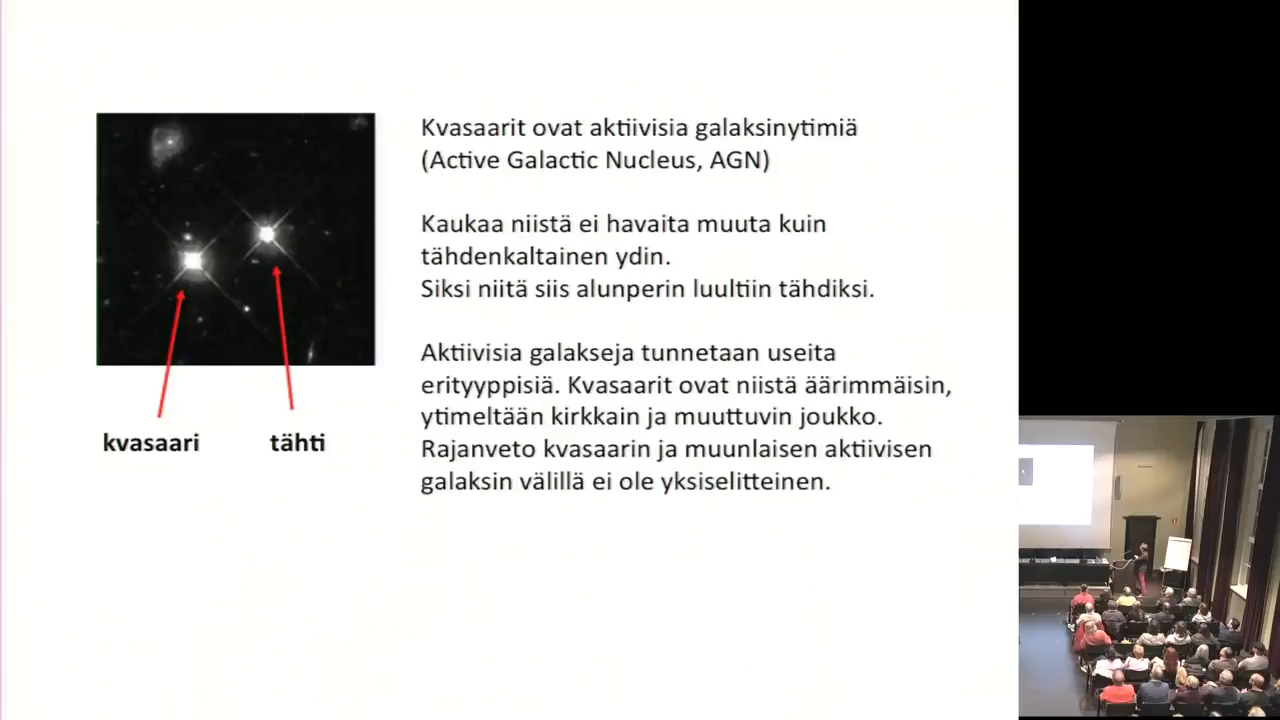 Kvasaarit ovat aktiivisia galaksinytimiä
(Active Galactic Nucleus, AGN)
Kaukaa niistä ei havaita muuta kuin
tähdenkaltainen ydin.
Siksi niitä siis alunperin luultiin tähdiksi.
Aktiivisia galakseja tunnetaan useita
erityyppisiä. Kvasaarit ovat niistä äärimmäisin,
ytimeltään kirkkain ja muuttuvin joukko.
Rajanveto kvasaarin ja muunlaisen aktiivisen
galaksin välillä ei ole yksiselitteinen.
kvasaari
tähti